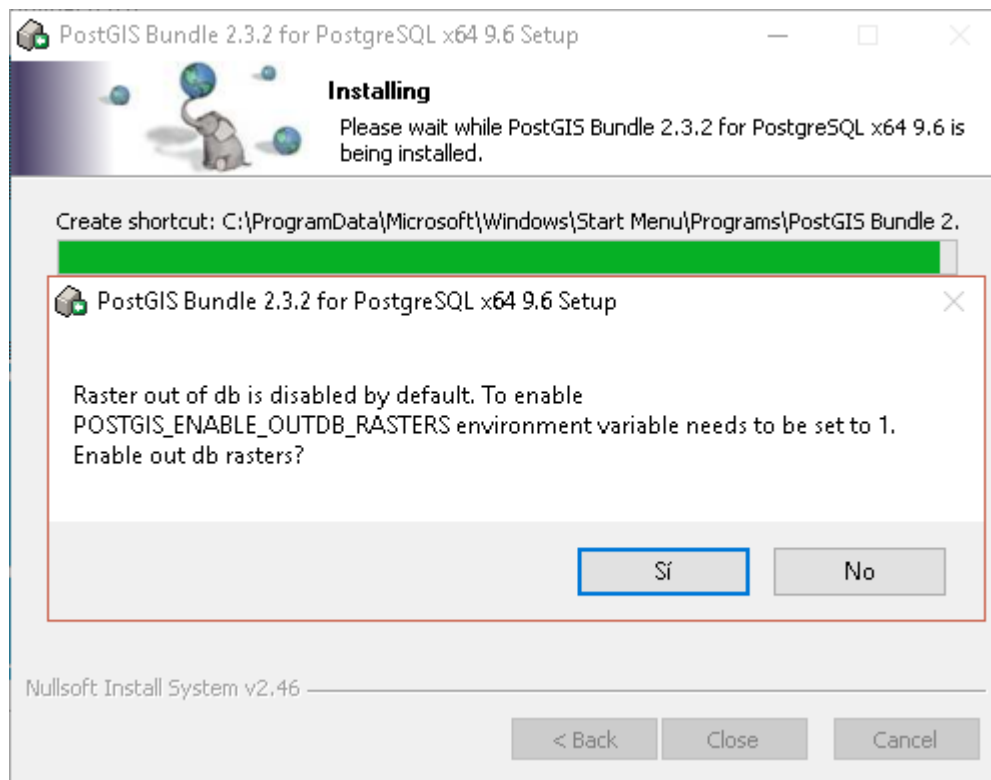 PostGIS Bundle 2.3.2 for PostgreSQL x64 9.6 Setup
Installing
Please wait while PostGIS Bundle 2.3.2 for PostgreSQL x64 9.6 is
being installed.
Create shortcut: C:\ProgramData\Microsoft\Windows\Start Menu\Programs\PostGIS Bundle 2.
PostGIS Bundle 2.3.2 for PostgreSQL x64 9.6 Setup
Raster out of db is disabled by default. To enable
POSTGIS_ENABLE_OUTDB_RASTERS environment variable needs to be set to 1.
Enable out db rasters?
Sí
No
Nullsoft Install System v2.46
< Back
Close
Cancel